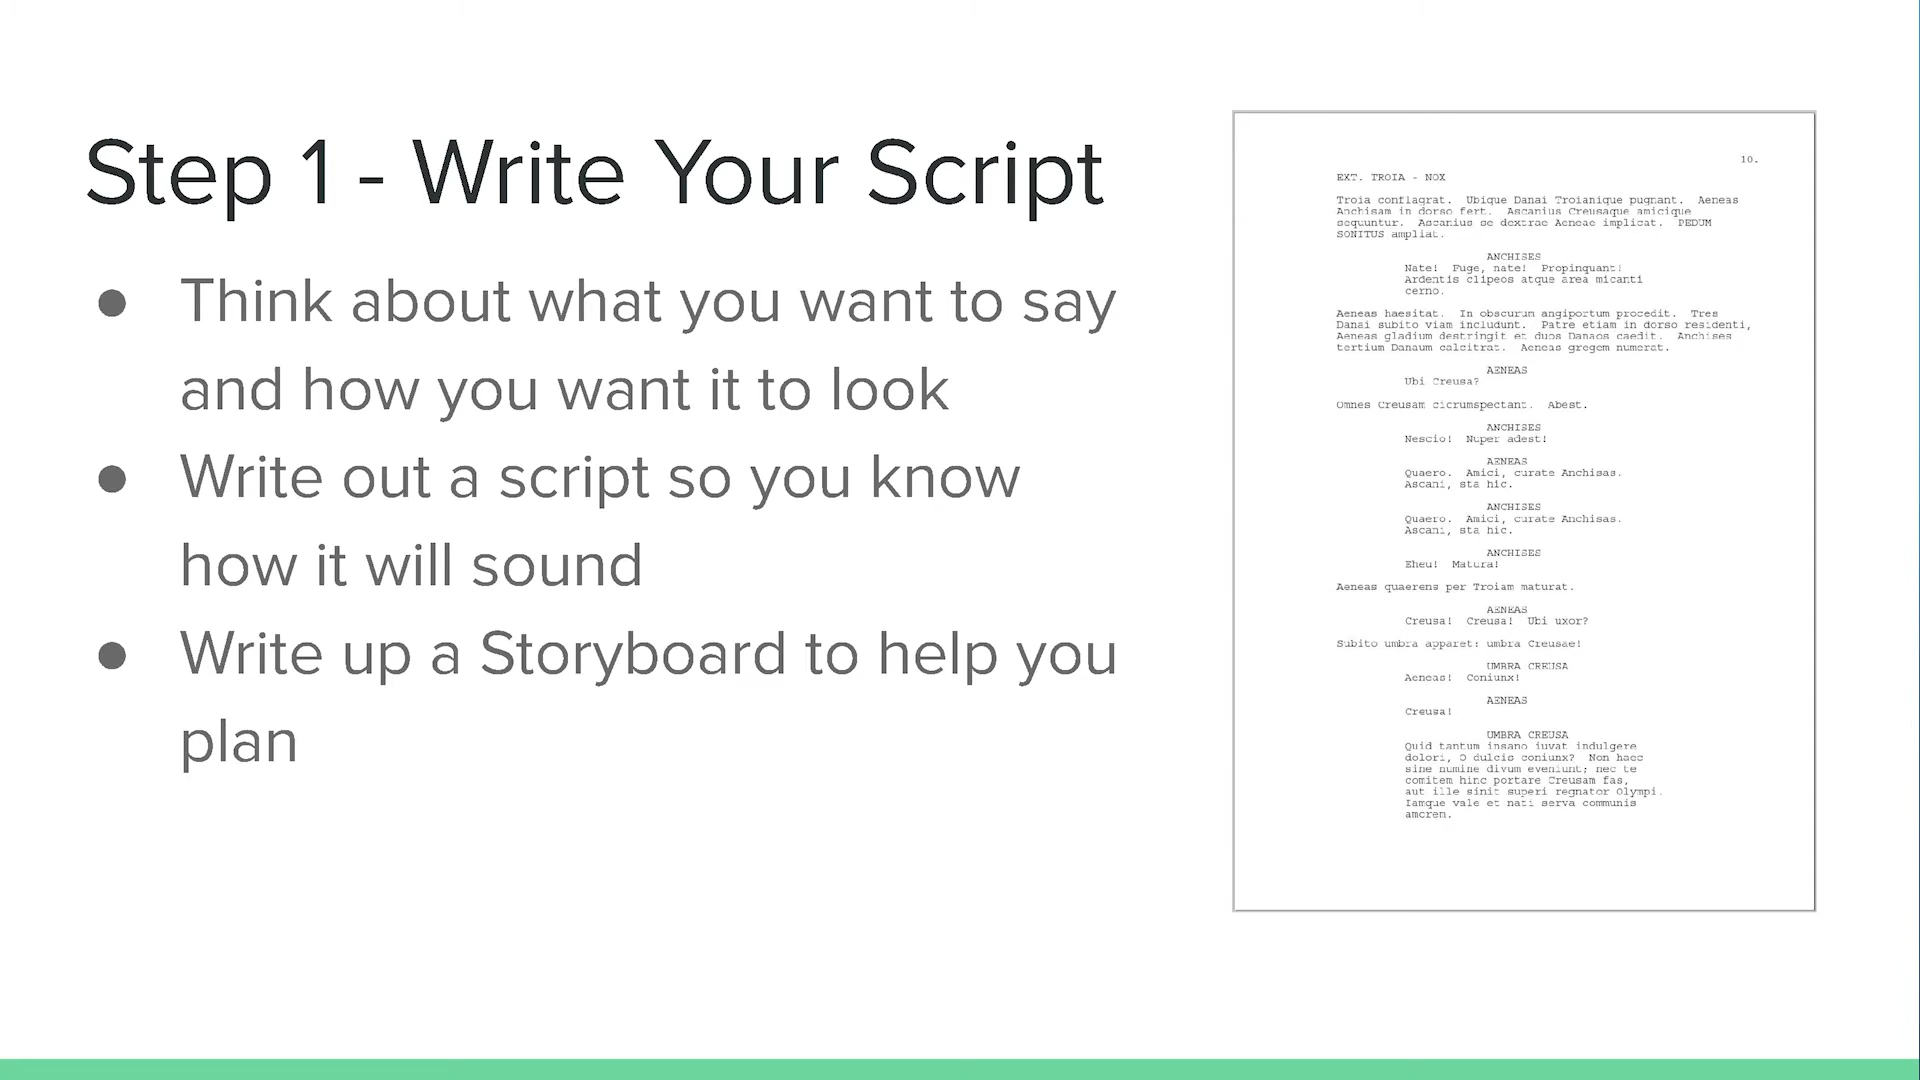 Step 1 - Write Your Script
● Think about what you want to say
and how you want it to look
● Write out a script so you know
how it will sound
● Write up a Storyboard to help you
plan
10.
EXT. TROIA - NOX
Troia conflagrat. Ubique Danai Troianique pugnant. Aeneas
Anchisam in dorso fert. Ascanius Creusaque amicique
sequuntur. Ascanius se dextrae Aeneae implicat. PEDUM
SONITUS ampliat.
ANCHISES
Nate! Fuge, nate! Propinquant!
Ardentis clipeos atque area micanti
cerno.
Aeneas haesitat. In obscurum angiportum procedit. Tres
Danai subito viam includunt. Patre etiam in dorso residenti,
Aeneas gladium destringit et duos Danaos caedit. Anchises
tertium Danaum calcitrat. Aeneas gregem numerat.
AENEAS
Ubi Creusa?
Omnes Creusam cicrumspectant. Abest.
ANCHISES
Nescio! Nuper adest!
AENEAS
Quaero. Amici, curate Anchisas.
Ascani, sta hic.
ANCHISES
Quaero. Amici, curate Anchisas.
Ascani, sta hic.
ANCHISES
Eheu! Matura!
Aeneas quaerens per Troiam maturat.
AENEAS
Creusa! Creusa! Ubi uxor?
Subito umbra apparet: umbra Creusae!
UMBRA CREUSA
Aeneas! Coniunx!
AENEAS
Creusa!
UMBRA CREUSA
Quid tantum insano iuvat indulgere
dolori, O dulcis coniunx? Non haec
sine numine divum eveniunt; nec te
comitem hinc portare Creusam fas,
aut ille sinit superi regnator Olympi.
Iamque vale et nati serva communis
amorem.